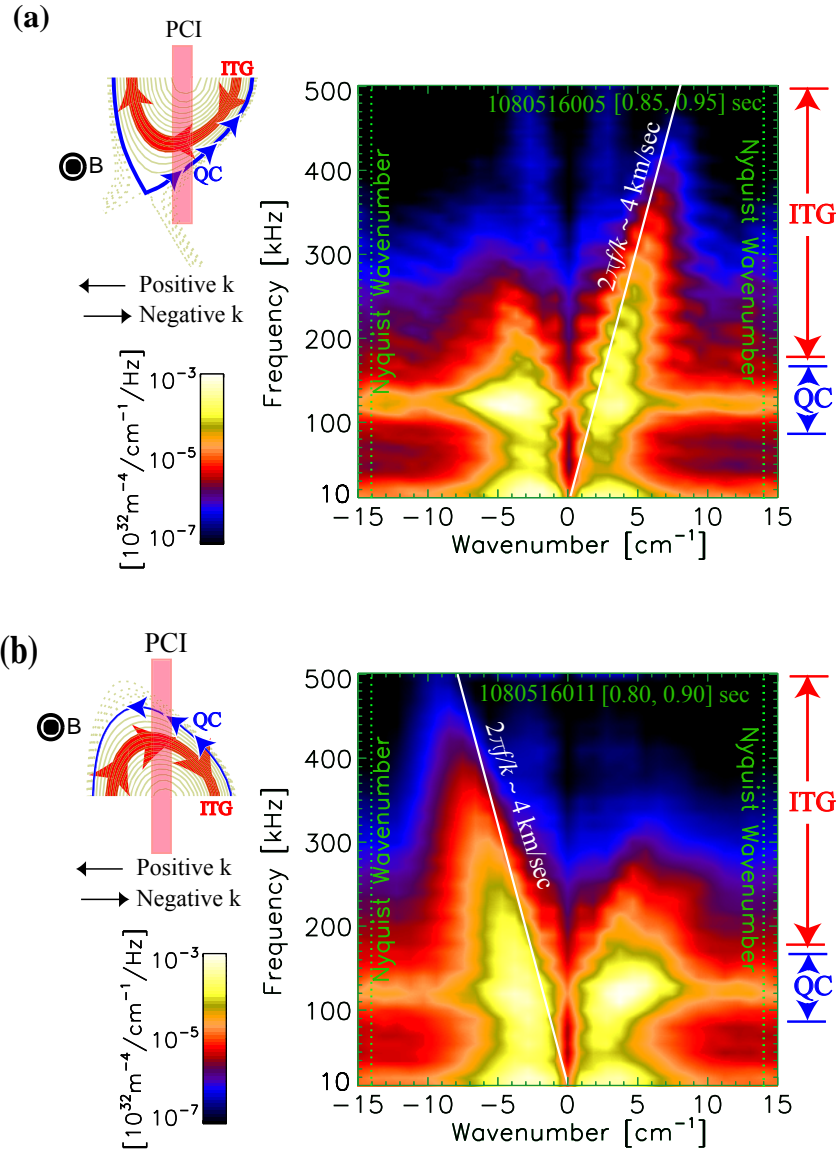 (a)
PCI
ITG
QC
B
Positive k
Negative k
[10³²m⁻⁴/cm⁻¹/Hz]
10⁻³
10⁻⁵
10⁻⁷
Frequency [kHz]
500
400
300
200
100
10
1080516005 [0.85, 0.95] sec
Nyquist Wavenumber
2πf/k ~ 4 km/sec
Nyquist Wavenumber
−15 −10 −5 0 5 10 15
Wavenumber [cm⁻¹]
ITG
QC
(b)
PCI
QC
B
ITG
Positive k
Negative k
[10³²m⁻⁴/cm⁻¹/Hz]
10⁻³
10⁻⁵
10⁻⁷
Frequency [kHz]
500
400
300
200
100
10
1080516011 [0.80, 0.90] sec
Nyquist Wavenumber
2πf/k ~ 4 km/sec
Nyquist Wavenumber
−15 −10 −5 0 5 10 15
Wavenumber [cm⁻¹]
ITG
QC